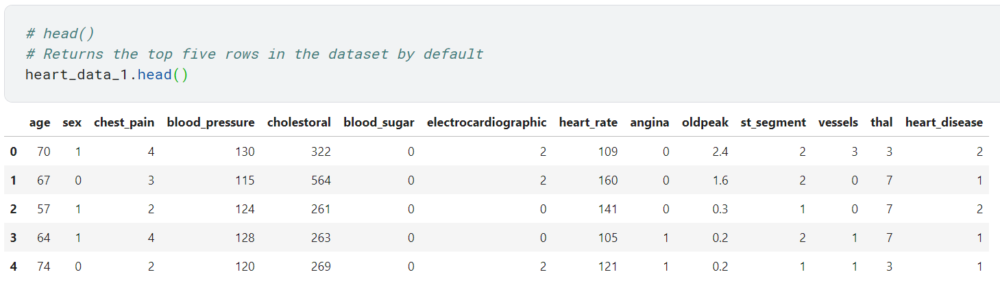 # head()
# Returns the top five rows in the dataset by default
heart_data_1.head()
age sex chest_pain blood_pressure cholestoral blood_sugar electrocardiographic heart_rate angina oldpeak st_segment vessels thal heart_disease
0 70 1 4 130 322 0 2 109 0 2.4 2 3 3 2
1 67 0 3 115 564 0 2 160 0 1.6 2 0 7 1
2 57 1 2 124 261 0 0 141 0 0.3 1 0 7 2
3 64 1 4 128 263 0 0 105 1 0.2 2 1 7 1
4 74 0 2 120 269 0 2 121 1 0.2 1 1 3 1